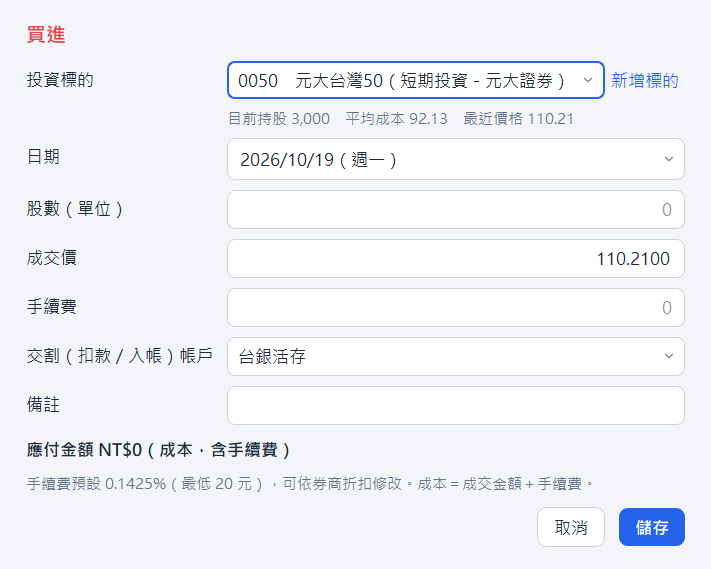 買進
投資標的 0050 元大台灣50（短期投資 - 元大證券） 新增標的
目前持股 3,000 平均成本 92.13 最近價格 110.21
日期 2026/10/19（週一）
股數（單位） 0
成交價 110.2100
手續費 0
交割（扣款 / 入帳）帳戶 台銀活存
備註
應付金額 NT$0（成本，含手續費）
手續費預設 0.1425%（最低 20 元），可依券商折扣修改。成本＝成交金額＋手續費。
取消 儲存